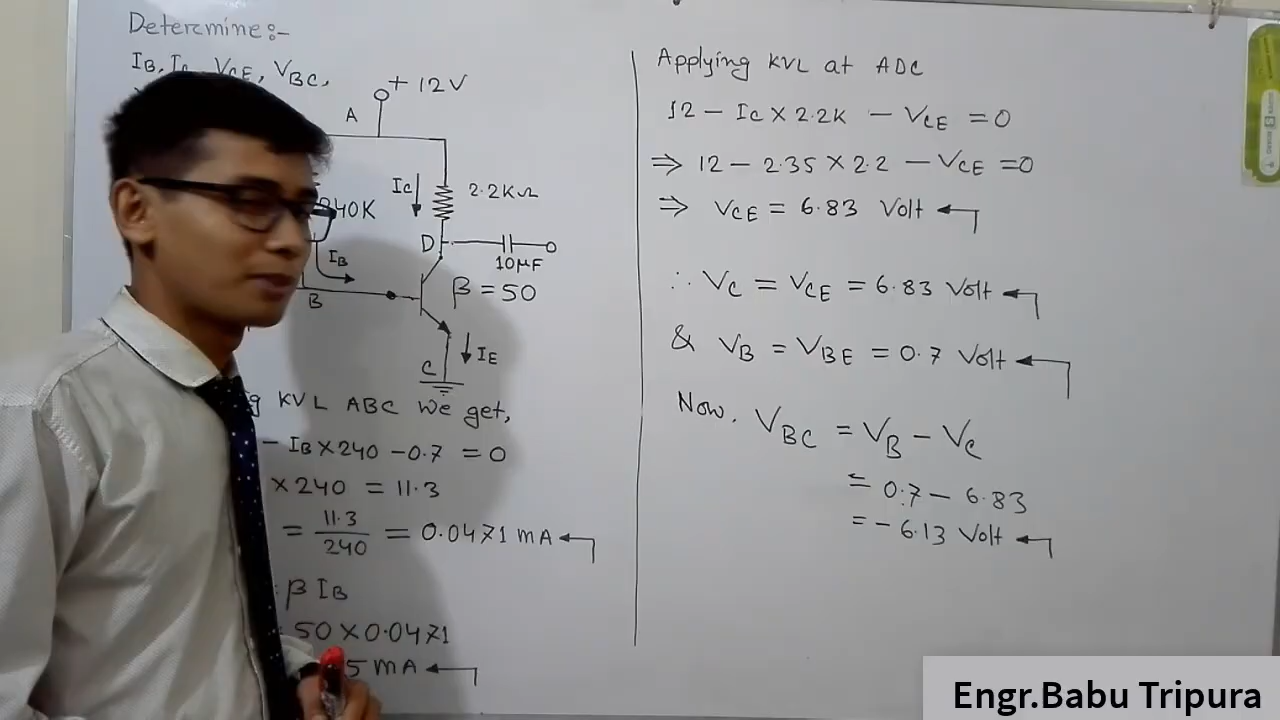 Determine:-
IB, VCE, VBC,
+ 12V
A
IC
2.2KΩ
240K
D
10μF
IB
B
β = 50
IE
C
KVL ABC we get,
- IB × 240 - 0.7 = 0
× 240 = 11.3
= 11.3/240 = 0.0471 mA
β IB
50 × 0.0471
5 mA
Applying KVL at ADC
12 - IC × 2.2K - VCE = 0
⇒ 12 - 2.35 × 2.2 - VCE = 0
⇒ VCE = 6.83 Volt
∴ VC = VCE = 6.83 Volt
& VB = VBE = 0.7 Volt
Now, VBC = VB - VC
= 0.7 - 6.83
= - 6.13 Volt
Engr.Babu Tripura